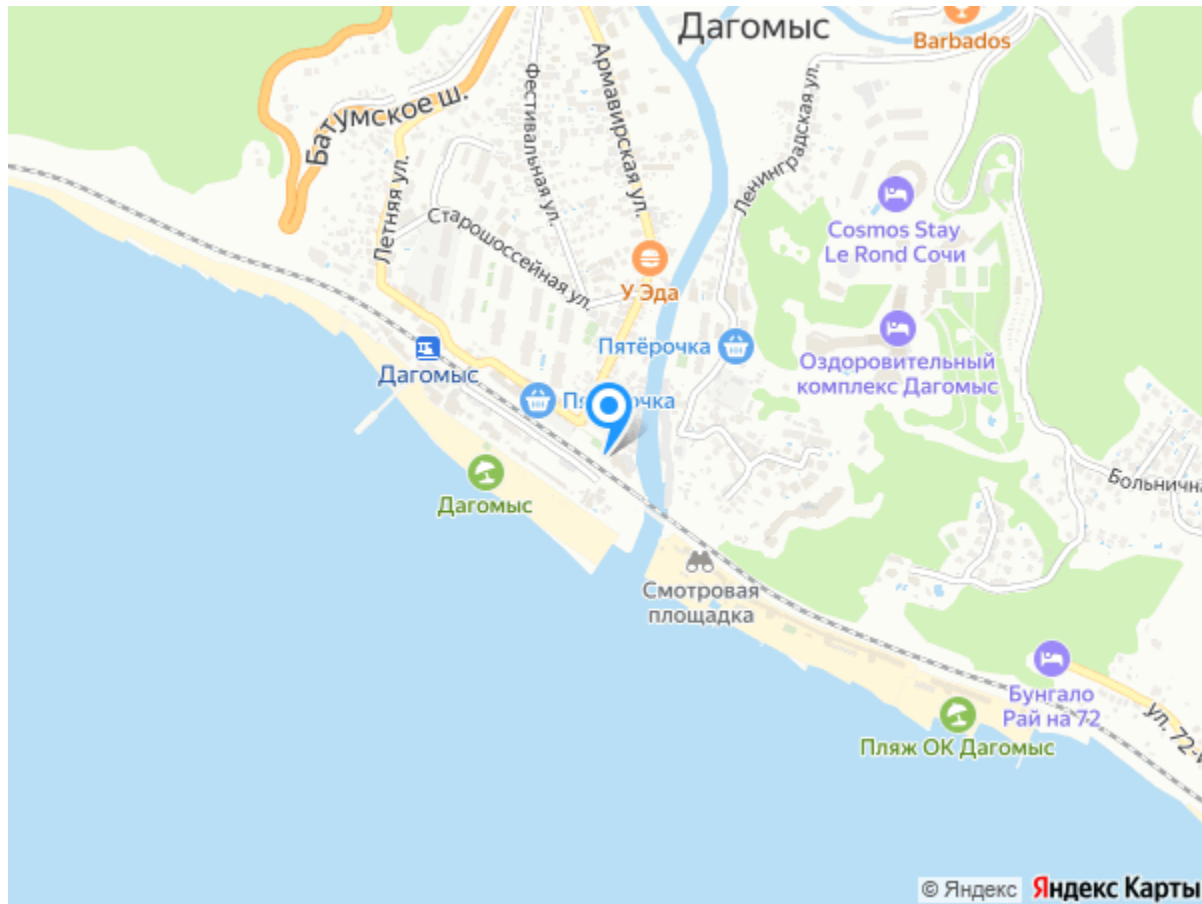 Дагомыс
Barbados
Батумское ш.
Летняя ул.
Фестивальная ул.
Армавирская ул.
Ленинградская ул.
Старошоссейная ул.
Cosmos Stay
Le Rond Сочи
У Эда
Пятёрочка
Оздоровительный
комплекс Дагомыс
Дагомыс
Дагомыс
Смотровая
площадка
Бунгало
Рай на 72
Пляж ОК Дагомыс
© Яндекс Яндекс Карты